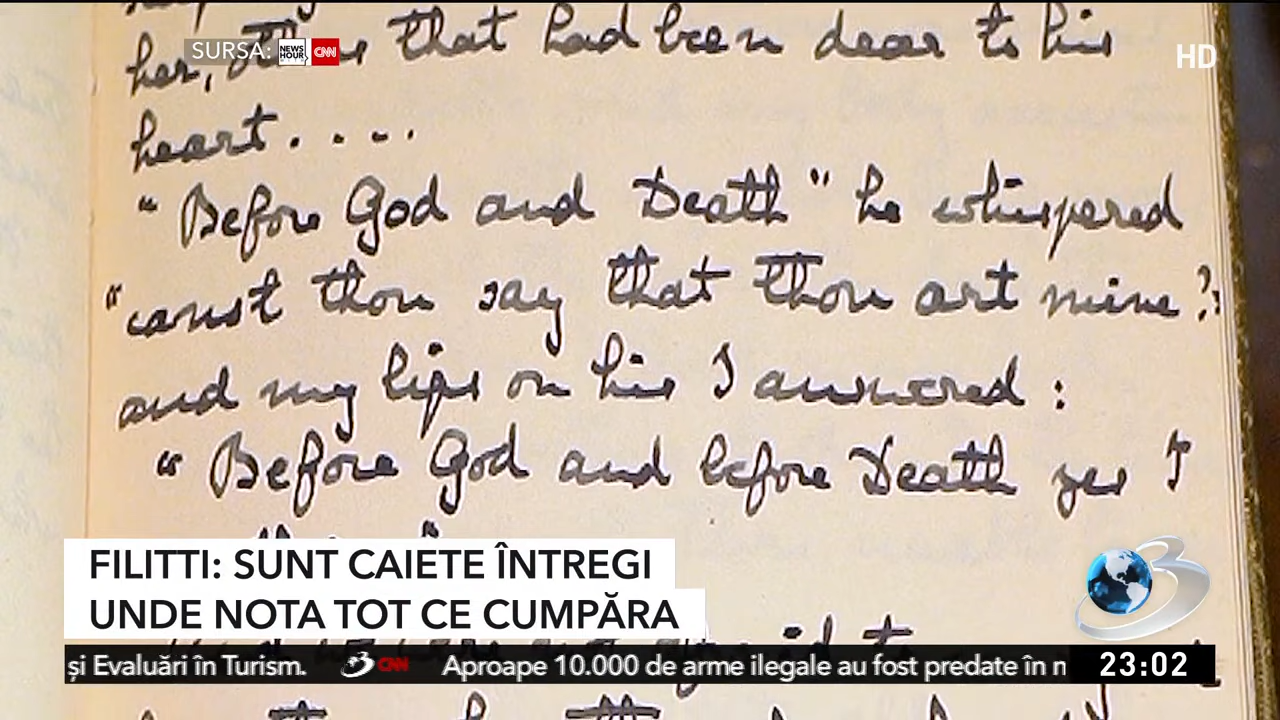 SURSA: NEWS HOUR CNN
HD
her, that had been dear to his
heart. . . . .
"Before God and Death" he whispered
"canst thou say that thou art mine?"
and my lips on his I answered :
"Before God and before Death yes I
FILITTI: SUNT CAIETE ÎNTREGI
UNDE NOTA TOT CE CUMPĂRA
3
și Evaluări în Turism. 3 CNN Aproape 10.000 de arme ilegale au fost predate în n
23:02